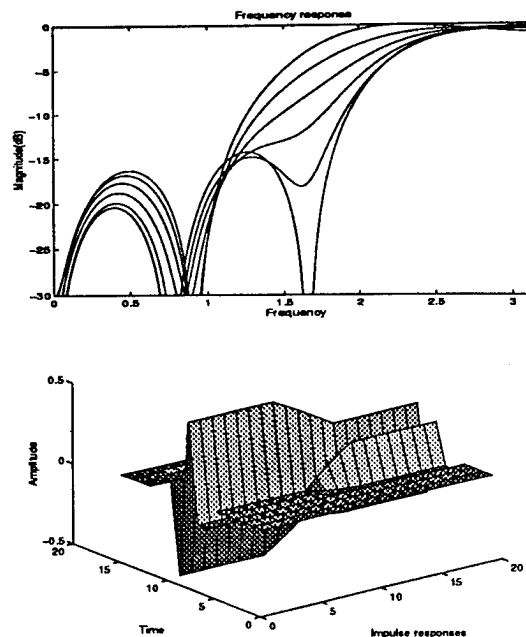 Frequency response
0
-5
-10
-15
-20
-25
-30
Magnitude(dB)
0 0.5 1 1.5 2 2.5 3
Frequency
0.5
0
-0.5
Amplitude
20 15 10 5 0
Time
0 5 10 15 20
Impulse responses